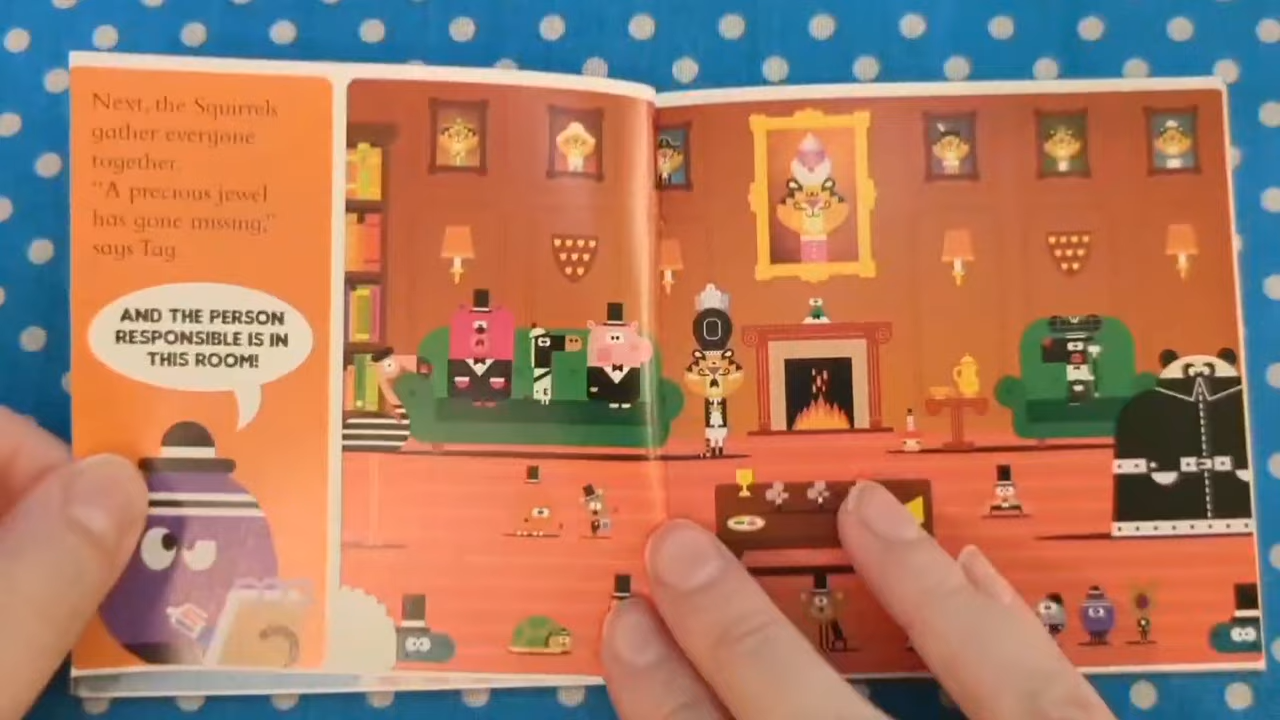 Next, the Squirrels
gather everyone
together.
"A precious jewel
has gone missing,"
says Tag.
AND THE PERSON
RESPONSIBLE IS IN
THIS ROOM!